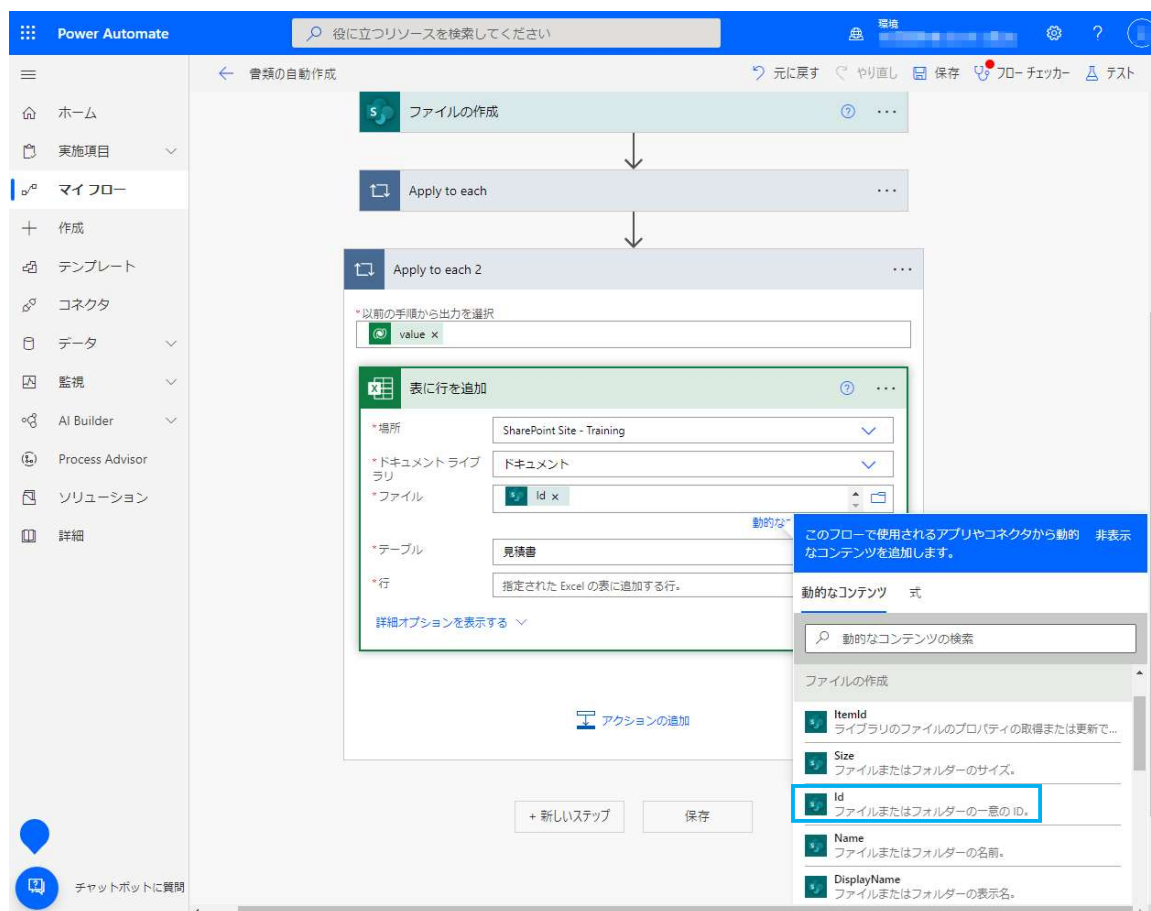 Power Automate
役に立つリソースを検索してください
環境
書類の自動作成
元に戻す
やり直し
保存
フロー チェッカー
テスト
ホーム
実施項目
マイ フロー
作成
テンプレート
コネクタ
データ
監視
AI Builder
Process Advisor
ソリューション
詳細
チャットボットに質問
ファイルの作成
Apply to each
Apply to each 2
*以前の手順から出力を選択
value ×
表に行を追加
*場所
SharePoint Site - Training
*ドキュメント ライブ
ラリ
ドキュメント
*ファイル
Id ×
動的な
*テーブル
見積書
*行
指定された Excel の表に追加する行。
詳細オプションを表示する
アクションの追加
+ 新しいステップ
保存
このフローで使用されるアプリやコネクタから動的
なコンテンツを追加します。
非表示
動的なコンテンツ
式
動的なコンテンツの検索
ファイルの作成
ItemId
ライブラリのファイルのプロパティの取得または更新で...
Size
ファイルまたはフォルダーのサイズ。
Id
ファイルまたはフォルダーの一意の ID。
Name
ファイルまたはフォルダーの名前。
DisplayName
ファイルまたはフォルダーの表示名。